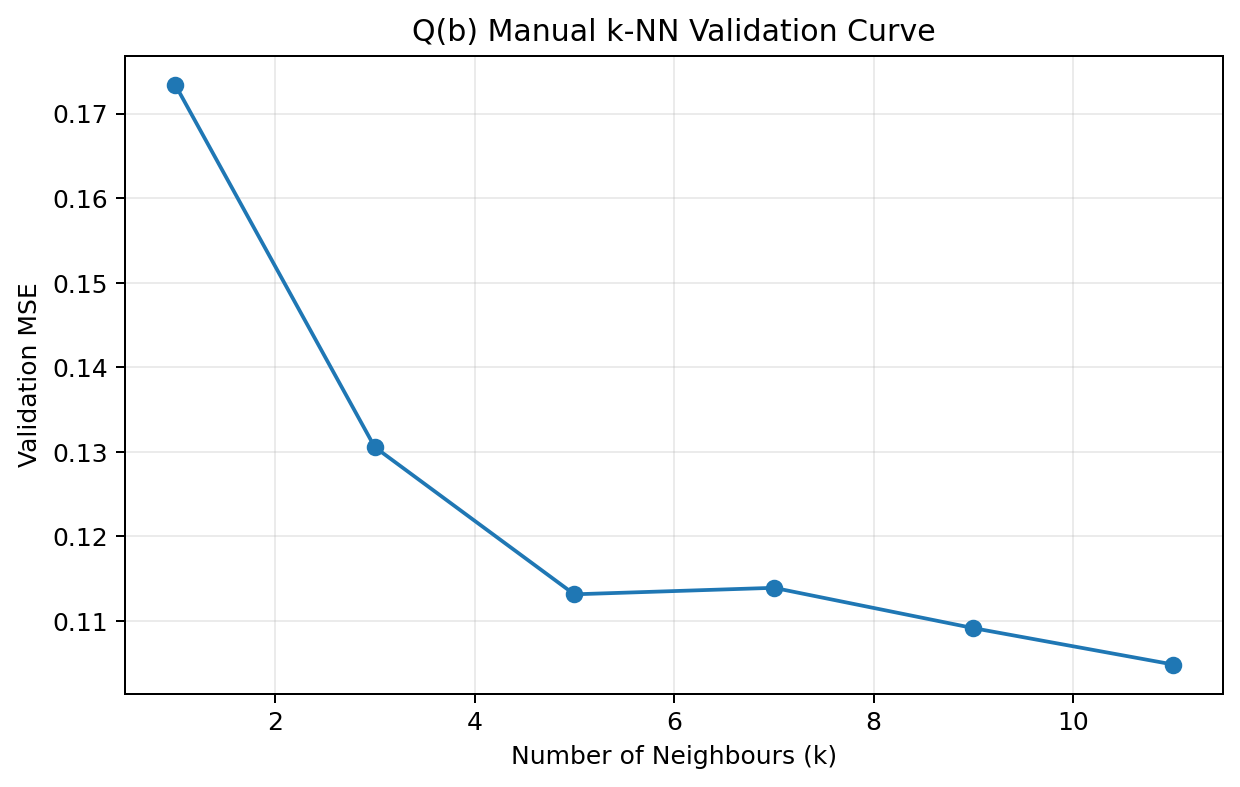 Q(b) Manual k-NN Validation Curve
0.17
0.16
0.15
0.14
0.13
0.12
0.11
Validation MSE
2 4 6 8 10
Number of Neighbours (k)